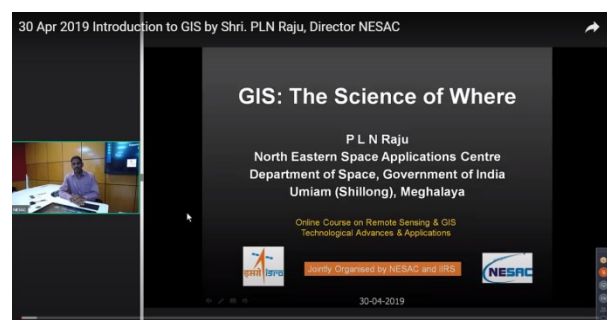 30 Apr 2019 Introduction to GIS by Shri. PLN Raju, Director NESAC
GIS: The Science of Where
P L N Raju
North Eastern Space Applications Centre
Department of Space, Government of India
Umiam (Shillong), Meghalaya
Online Course on Remote Sensing & GIS
Technological Advances & Applications
इसरो isro
Jointly Organised by NESAC and IIRS
NESAC
30-04-2019
NESAC